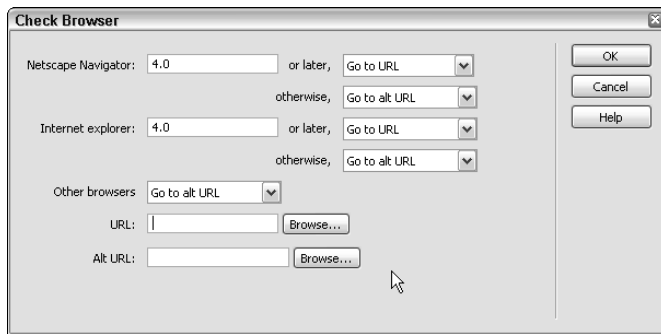 Check Browser
Netscape Navigator: 4.0 or later, Go to URL OK
otherwise, Go to alt URL Cancel
Internet explorer: 4.0 or later, Go to URL Help
otherwise, Go to alt URL
Other browsers Go to alt URL
URL: Browse...
Alt URL: Browse...